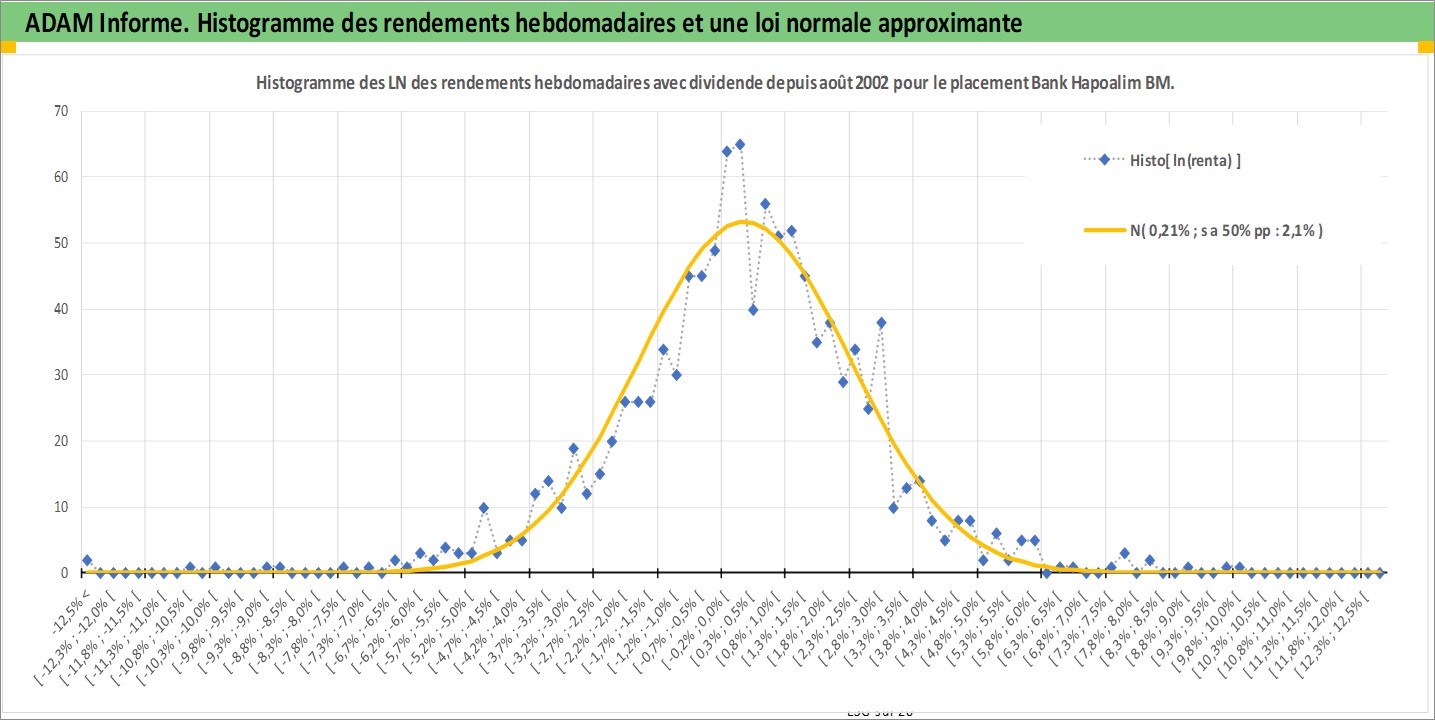 ADAM Informe. Histogramme des rendements hebdomadaires et une loi normale approximante
Histogramme des LN des rendements hebdomadaires avec dividende depuis août 2002 pour le placement Bank Hapoalim BM.
70
60
50
40
30
20
10
0
Histo[ ln(renta) ]
N( 0,21% ; s a 50% pp : 2,1% )
-12,5% <
[ -12,3% ; -12,0% [
[ -11,8% ; -11,5% [
[ -11,3% ; -11,0% [
[ -10,8% ; -10,5% [
[ -10,3% ; -10,0% [
[ -9,8% ; -9,5% [
[ -9,3% ; -9,0% [
[ -8,8% ; -8,5% [
[ -8,3% ; -8,0% [
[ -7,8% ; -7,5% [
[ -7,3% ; -7,0% [
[ -6,7% ; -6,5% [
[ -6,2% ; -6,0% [
[ -5,7% ; -5,5% [
[ -5,2% ; -5,0% [
[ -4,7% ; -4,5% [
[ -4,2% ; -4,0% [
[ -3,7% ; -3,5% [
[ -3,2% ; -3,0% [
[ -2,7% ; -2,5% [
[ -2,2% ; -2,0% [
[ -1,7% ; -1,5% [
[ -1,2% ; -1,0% [
[ -0,7% ; -0,5% [
[ -0,2% ; 0,0% [
[ 0,3% ; 0,5% [
[ 0,8% ; 1,0% [
[ 1,3% ; 1,5% [
[ 1,8% ; 2,0% [
[ 2,3% ; 2,5% [
[ 2,8% ; 3,0% [
[ 3,3% ; 3,5% [
[ 3,8% ; 4,0% [
[ 4,3% ; 4,5% [
[ 4,8% ; 5,0% [
[ 5,3% ; 5,5% [
[ 5,8% ; 6,0% [
[ 6,3% ; 6,5% [
[ 6,8% ; 7,0% [
[ 7,3% ; 7,5% [
[ 7,8% ; 8,0% [
[ 8,3% ; 8,5% [
[ 8,8% ; 9,0% [
[ 9,3% ; 9,5% [
[ 9,8% ; 10,0% [
[ 10,3% ; 10,5% [
[ 10,8% ; 11,0% [
[ 11,3% ; 11,5% [
[ 11,8% ; 12,0% [
[ 12,3% ; 12,5% [